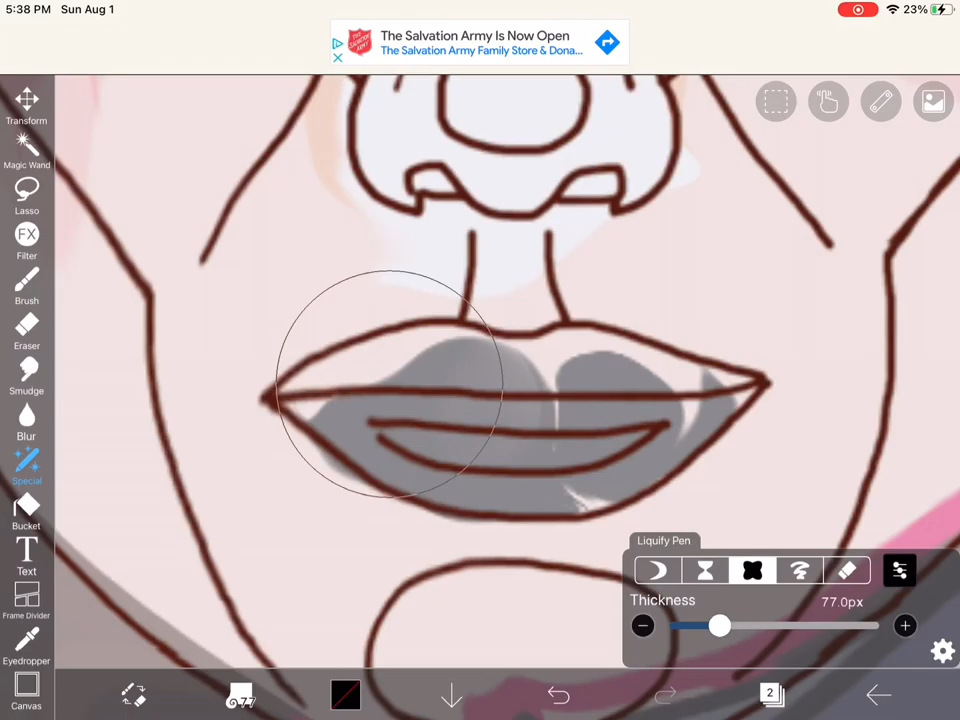 5:38 PM Sun Aug 1
23%
The Salvation Army Is Now Open
The Salvation Army Family Store & Dona...
Transform
Magic Wand
Lasso
FX
Filter
Brush
Eraser
Smudge
Blur
Special
Bucket
T
Text
Frame Divider
Eyedropper
Canvas
Liquify Pen
Thickness
77.0px
77
2